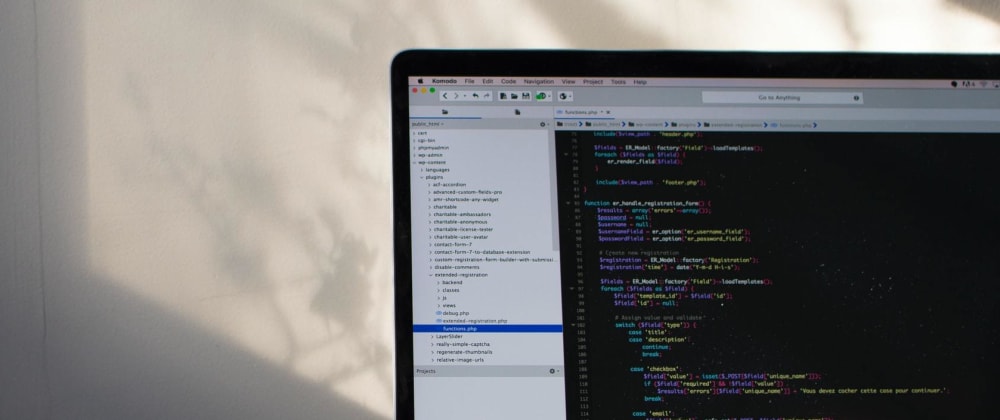 Komodo File Edit Code Navigation View Project Tools Help
Go to Anything
functions.php
public_html
cart
cgi-bin
phpmyadmin
wp-admin
wp-content
languages
plugins
acf-accordion
advanced-custom-fields-pro
amr-shortcode-any-widget
charitable
charitable-ambassadors
charitable-anonymous
charitable-license-tester
charitable-user-avatar
contact-form-7
contact-form-7-to-database-extension
custom-registration-form-builder-with-submissi...
disable-comments
extended-registration
backend
classes
js
views
debug.php
extended-registration.php
functions.php
LayerSlider
really-simple-captcha
regenerate-thumbnails
relative-image-urls
Projects
public_html wp-content plugins extended-registration functions.php
include($view_path . 'header.php');
$fields = ER_Model::factory('Field')->loadTemplates();
foreach ($fields as $field) {
er_render_field($field);
}
include($view_path . 'footer.php');
}
function er_handle_registration_form() {
$results = array('errors'=>array());
$password = null;
$username = null;
$usernameField = er_option('er_username_field');
$passwordField = er_option('er_password_field');
# Create new registration
$registration = ER_Model::factory('Registration');
$registration['time'] = date('Y-m-d H:i:s');
$fields = ER_Model::factory('Field')->loadTemplates();
foreach ($fields as $field) {
$field['template_id'] = $field['id'];
$field['id'] = null;
# Assign value and validate
switch ($field['type']) {
case 'title':
case 'description':
continue;
break;
case 'checkbox':
$field['value'] = isset($_POST[$field['unique_name']]);
if ($field['required'] && !$field['value'])
$results['errors'][$field['unique_name']] = 'Vous devez cocher cette case pour continuer.';
break;
case 'email':